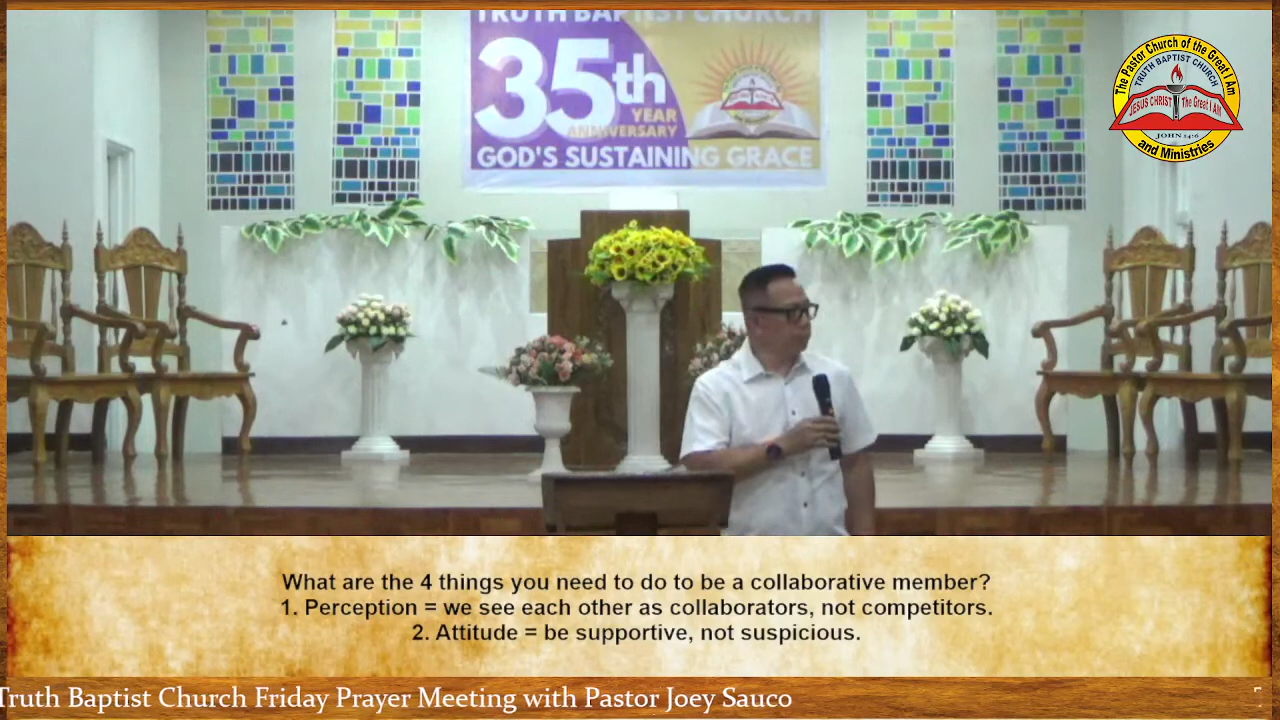 TRUTH BAPTIST CHURCH
35th
YEAR
ANNIVERSARY
GOD'S SUSTAINING GRACE
The Pastor Church of the Great I Am
TRUTH BAPTIST CHURCH
JESUS CHRIST The Great I AM
JOHN 14:6
and Ministries
What are the 4 things you need to do to be a collaborative member?
1. Perception = we see each other as collaborators, not competitors.
2. Attitude = be supportive, not suspicious.
Truth Baptist Church Friday Prayer Meeting with Pastor Joey Sauco